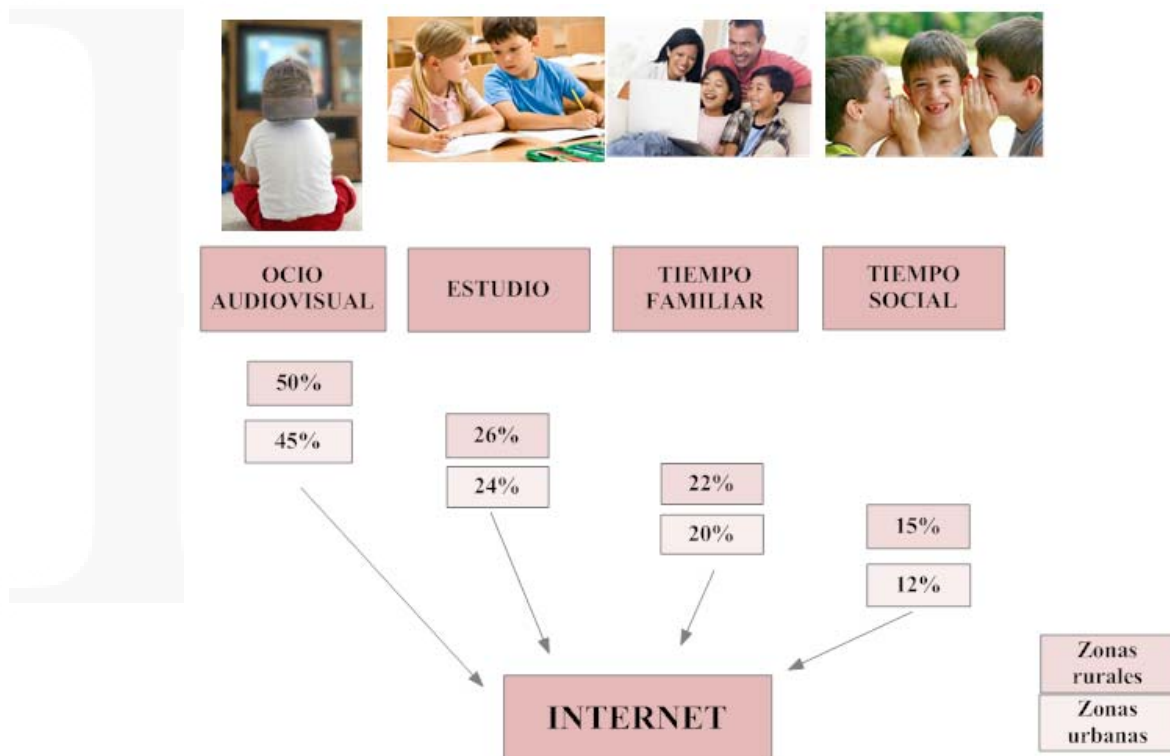 OCIO
AUDIOVISUAL
ESTUDIO
TIEMPO
FAMILIAR
TIEMPO
SOCIAL
50%
45%
26%
24%
22%
20%
15%
12%
INTERNET
Zonas
rurales
Zonas
urbanas